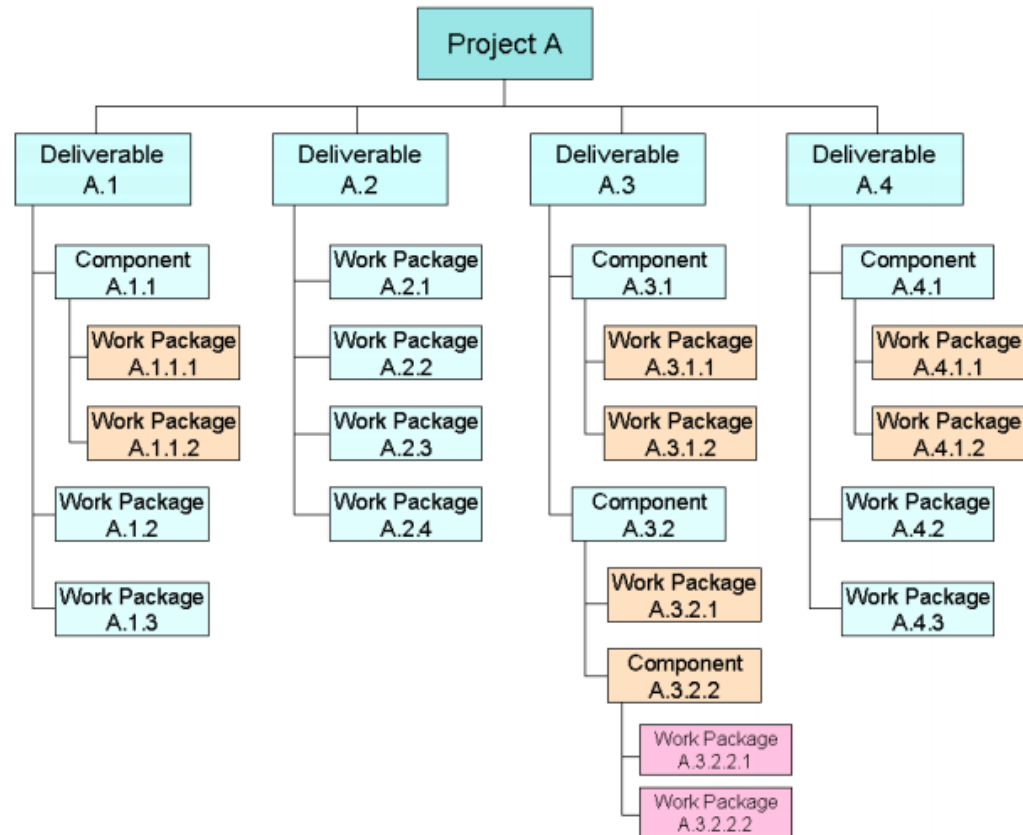 Project A
Deliverable
A.1
Component
A.1.1
Work Package
A.1.1.1
Work Package
A.1.1.2
Work Package
A.1.2
Work Package
A.1.3
Deliverable
A.2
Work Package
A.2.1
Work Package
A.2.2
Work Package
A.2.3
Work Package
A.2.4
Deliverable
A.3
Component
A.3.1
Work Package
A.3.1.1
Work Package
A.3.1.2
Component
A.3.2
Work Package
A.3.2.1
Component
A.3.2.2
Work Package
A.3.2.2.1
Work Package
A.3.2.2.2
Deliverable
A.4
Component
A.4.1
Work Package
A.4.1.1
Work Package
A.4.1.2
Work Package
A.4.2
Work Package
A.4.3